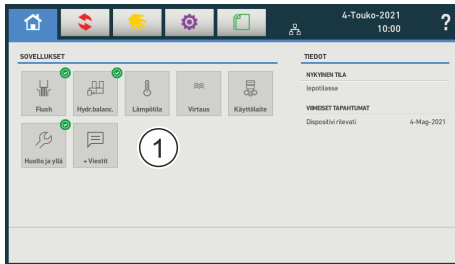 4-Touko-2021
10:00
?
SOVELLUKSET
Flush
Hydr.balanc.
Lämpötila
Virtaus
Käyttölaite
Huolto ja yllä
+ Viestit
1
TIEDOT
NYKYINEN TILA
lepotilassa
VIIMEISET TAPAHTUMAT
Dispositivi rilevati 4-Mag-2021